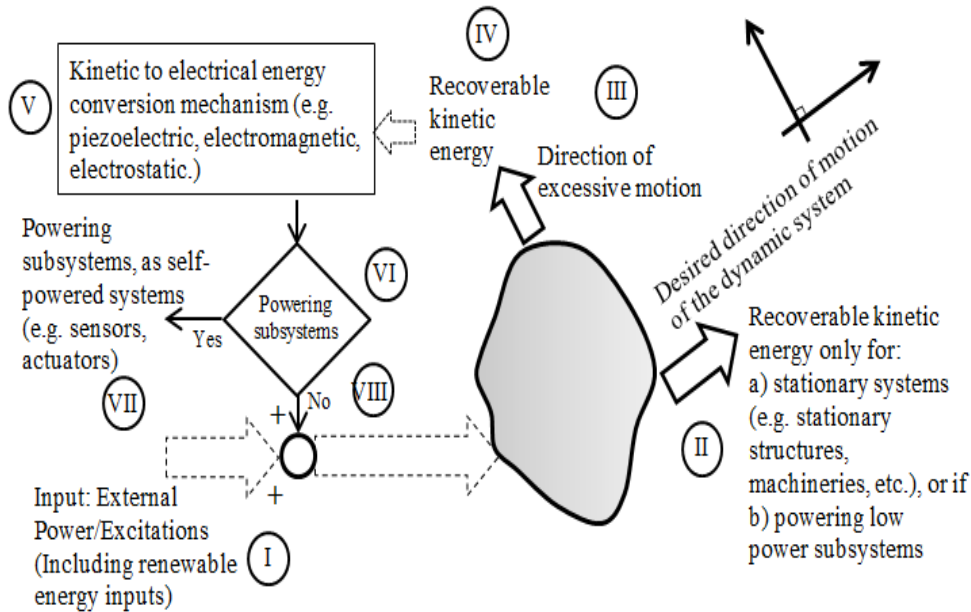 IV
Kinetic to electrical energy
conversion mechanism (e.g.
piezoelectric, electromagnetic,
electrostatic.)
V
Recoverable
kinetic
energy
III
Direction of
excessive motion
Desired direction of motion
of the dynamic system
Powering
subsystems, as self-
powered systems
(e.g. sensors,
actuators)
Yes
Powering
subsystems
VI
Recoverable kinetic
energy only for:
a) stationary systems
(e.g. stationary
structures,
machineries, etc.), or if
b) powering low
power subsystems
II
VII
No
VIII
+
+
Input: External
Power/Excitations
(Including renewable
energy inputs)
I